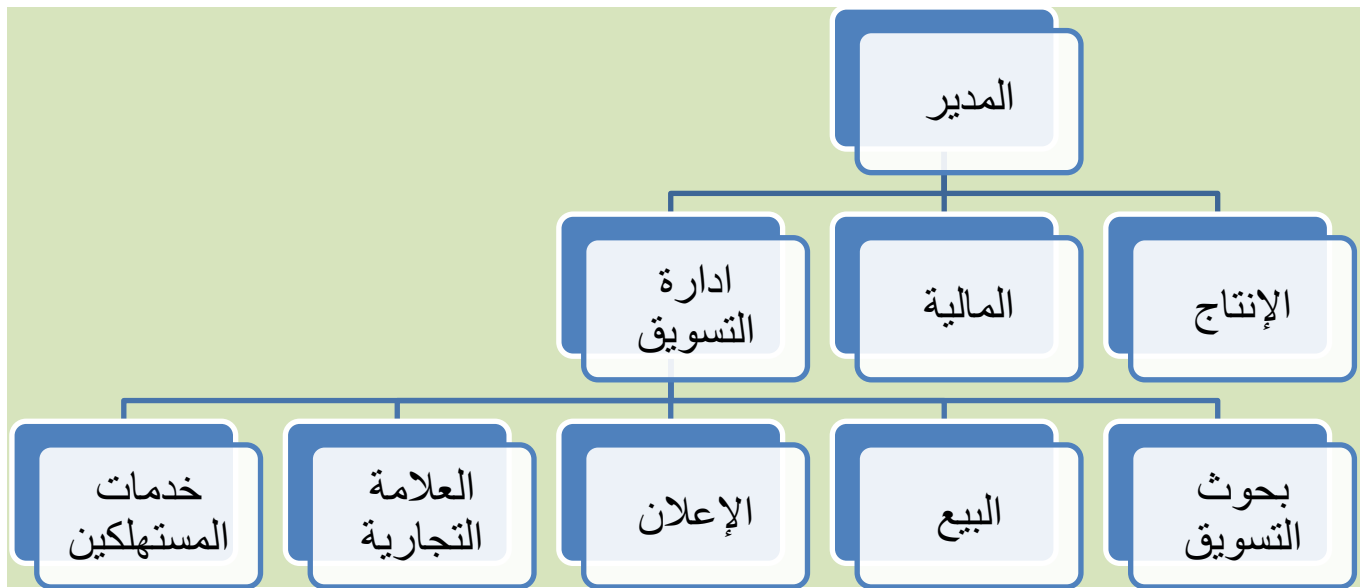 المدير
الإنتاج
المالية
ادارة
التسويق
بحوث
التسويق
البيع
الإعلان
العلامة
التجارية
خدمات
المستهلكين